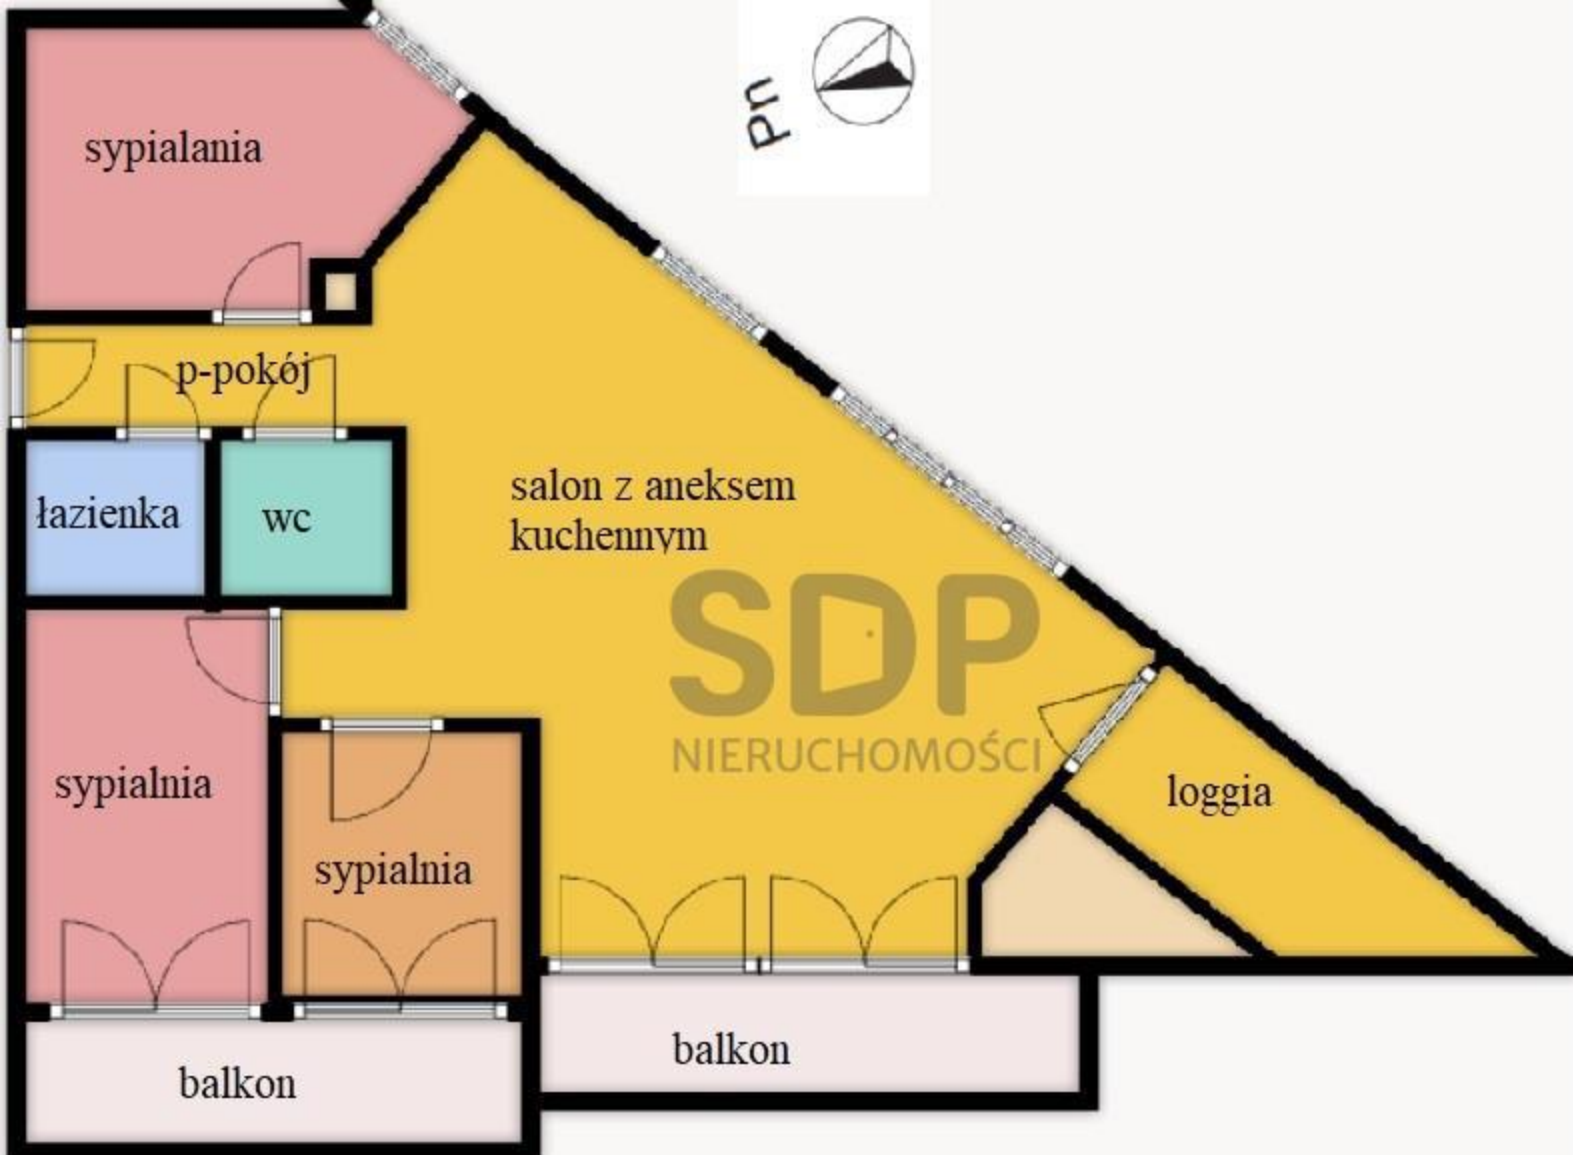 pn
sypialania
p-pokój
łazienka
wc
salon z aneksem
kuchennym
SDP
NIERUCHOMOŚCI
sypialnia
sypialnia
loggia
balkon
balkon